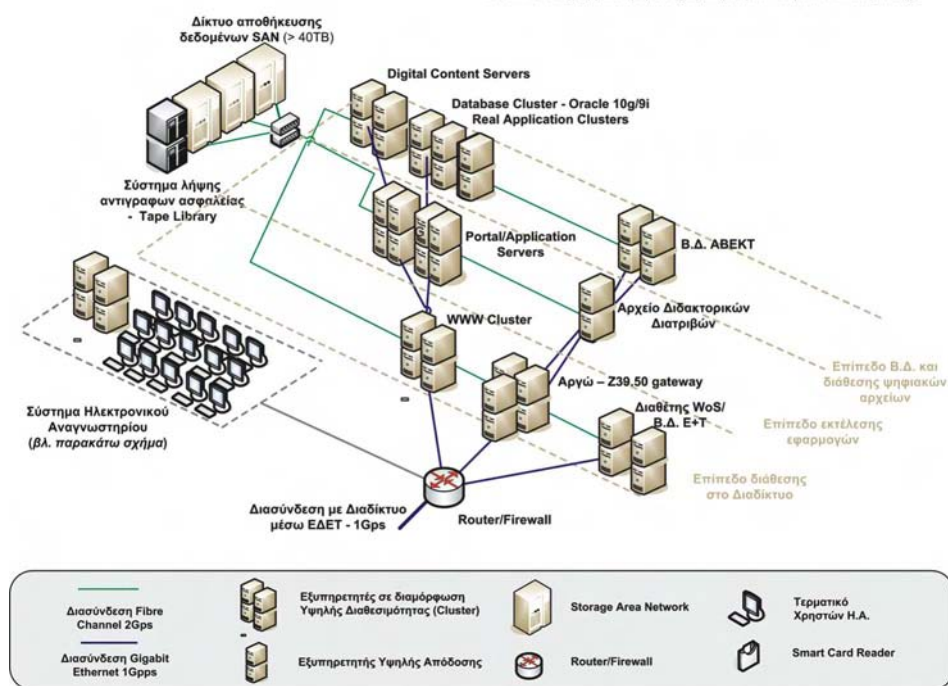 Δίκτυο αποθήκευσης
δεδομένων SAN (> 40TB)
Digital Content Servers
Database Cluster - Oracle 10g/9i
Real Application Clusters
Σύστημα λήψης
αντιγραφων ασφαλείας
- Tape Library
Portal/Application
Servers
Β.Δ. ΑΒΕΚΤ
Αρχείο Διδακτορικών
Διατριβών
WWW Cluster
Επίπεδο Β.Δ. και
διάθεσης ψηφιακών
αρχείων
Αργώ – Z39.50 gateway
Σύστημα Ηλεκτρονικού
Αναγνωστηρίου
(βλ. παρακάτω σχήμα)
Διαθέτης WoS/
Β.Δ. Ε+Τ
Επίπεδο εκτέλεσης
εφαρμογών
Επίπεδο διάθεσης
στο Διαδίκτυο
Διασύνδεση με Διαδίκτυο
μέσω ΕΔΕΤ - 1Gps
Router/Firewall
Διασύνδεση Fibre
Channel 2Gps
Εξυπηρετητές σε διαμόρφωση
Υψηλής Διαθεσιμότητας (Cluster)
Storage Area Network
Τερματικό
Χρηστών Η.Α.
Διασύνδεση Gigabit
Ethernet 1Gpps
Εξυπηρετητής Υψηλής Απόδοσης
Router/Firewall
Smart Card Reader